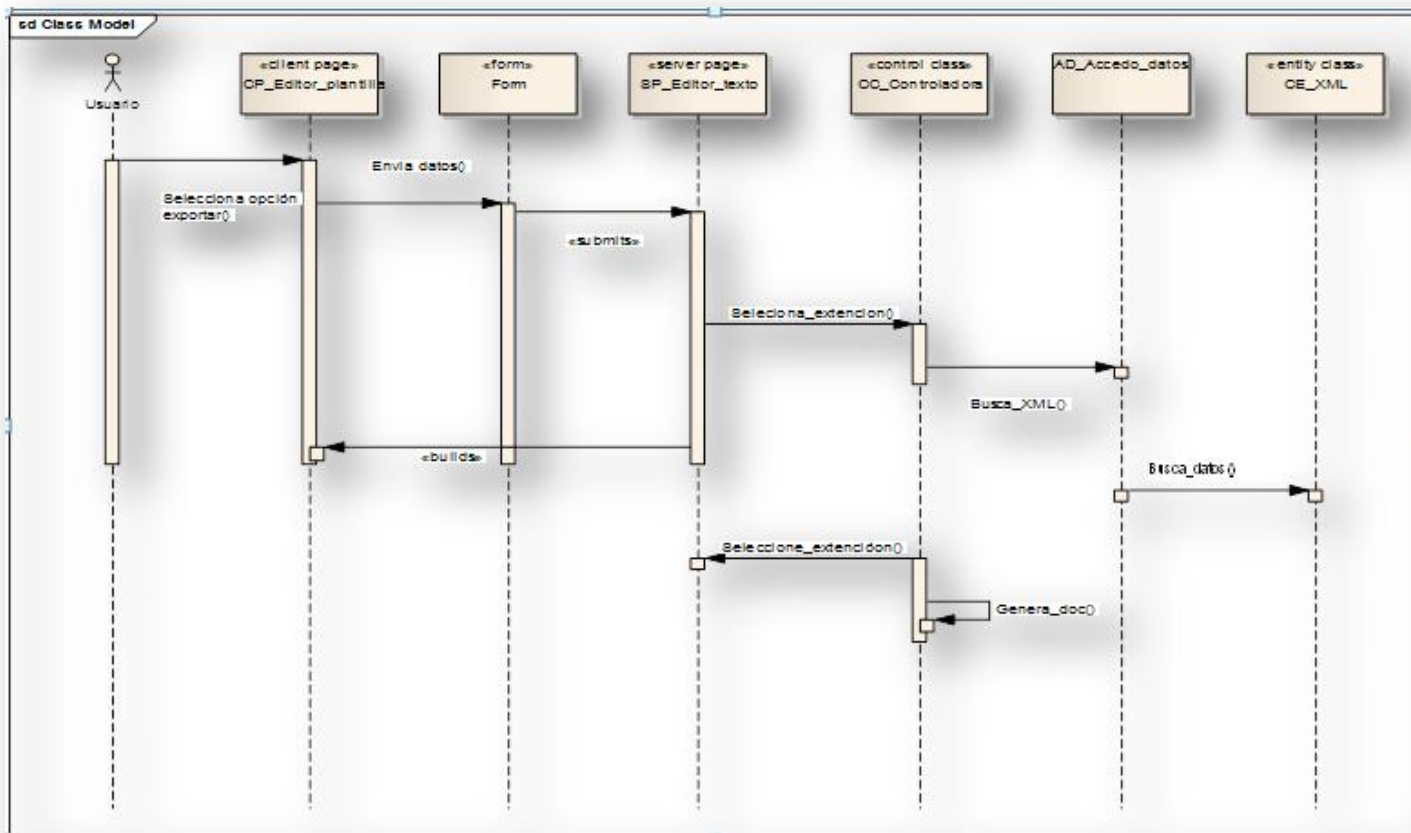 sd Class Model
Usuario
«client page»
CP_Editor_plantilla
«form»
Form
«server page»
SP_Editor_texto
«control class»
CC_Controladora
AD_Accedo_datos
«entity class»
CE_XML
Selecciona opción
exportar()
Envia datos()
«submits»
Seleciona_extencion()
Busca_XML()
«builds»
Busca_datos()
Seleccione_extencióon()
Genera_doc()